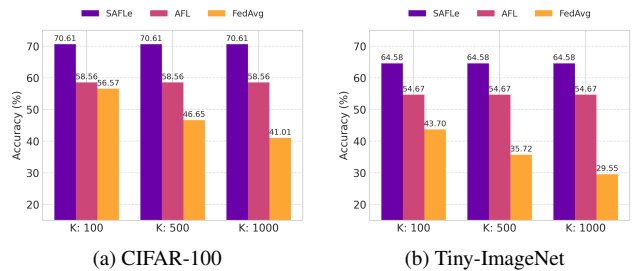 SAFLe AFL FedAvg
Accuracy (%)
70
60
50
40
30
20
70.61 58.56 56.57
70.61 58.56 46.65
70.61 58.56 41.01
K: 100 K: 500 K: 1000
(a) CIFAR-100
SAFLe AFL FedAvg
Accuracy (%)
70
60
50
40
30
20
64.58 54.67 43.70
64.58 54.67 35.72
64.58 54.67 29.55
K: 100 K: 500 K: 1000
(b) Tiny-ImageNet